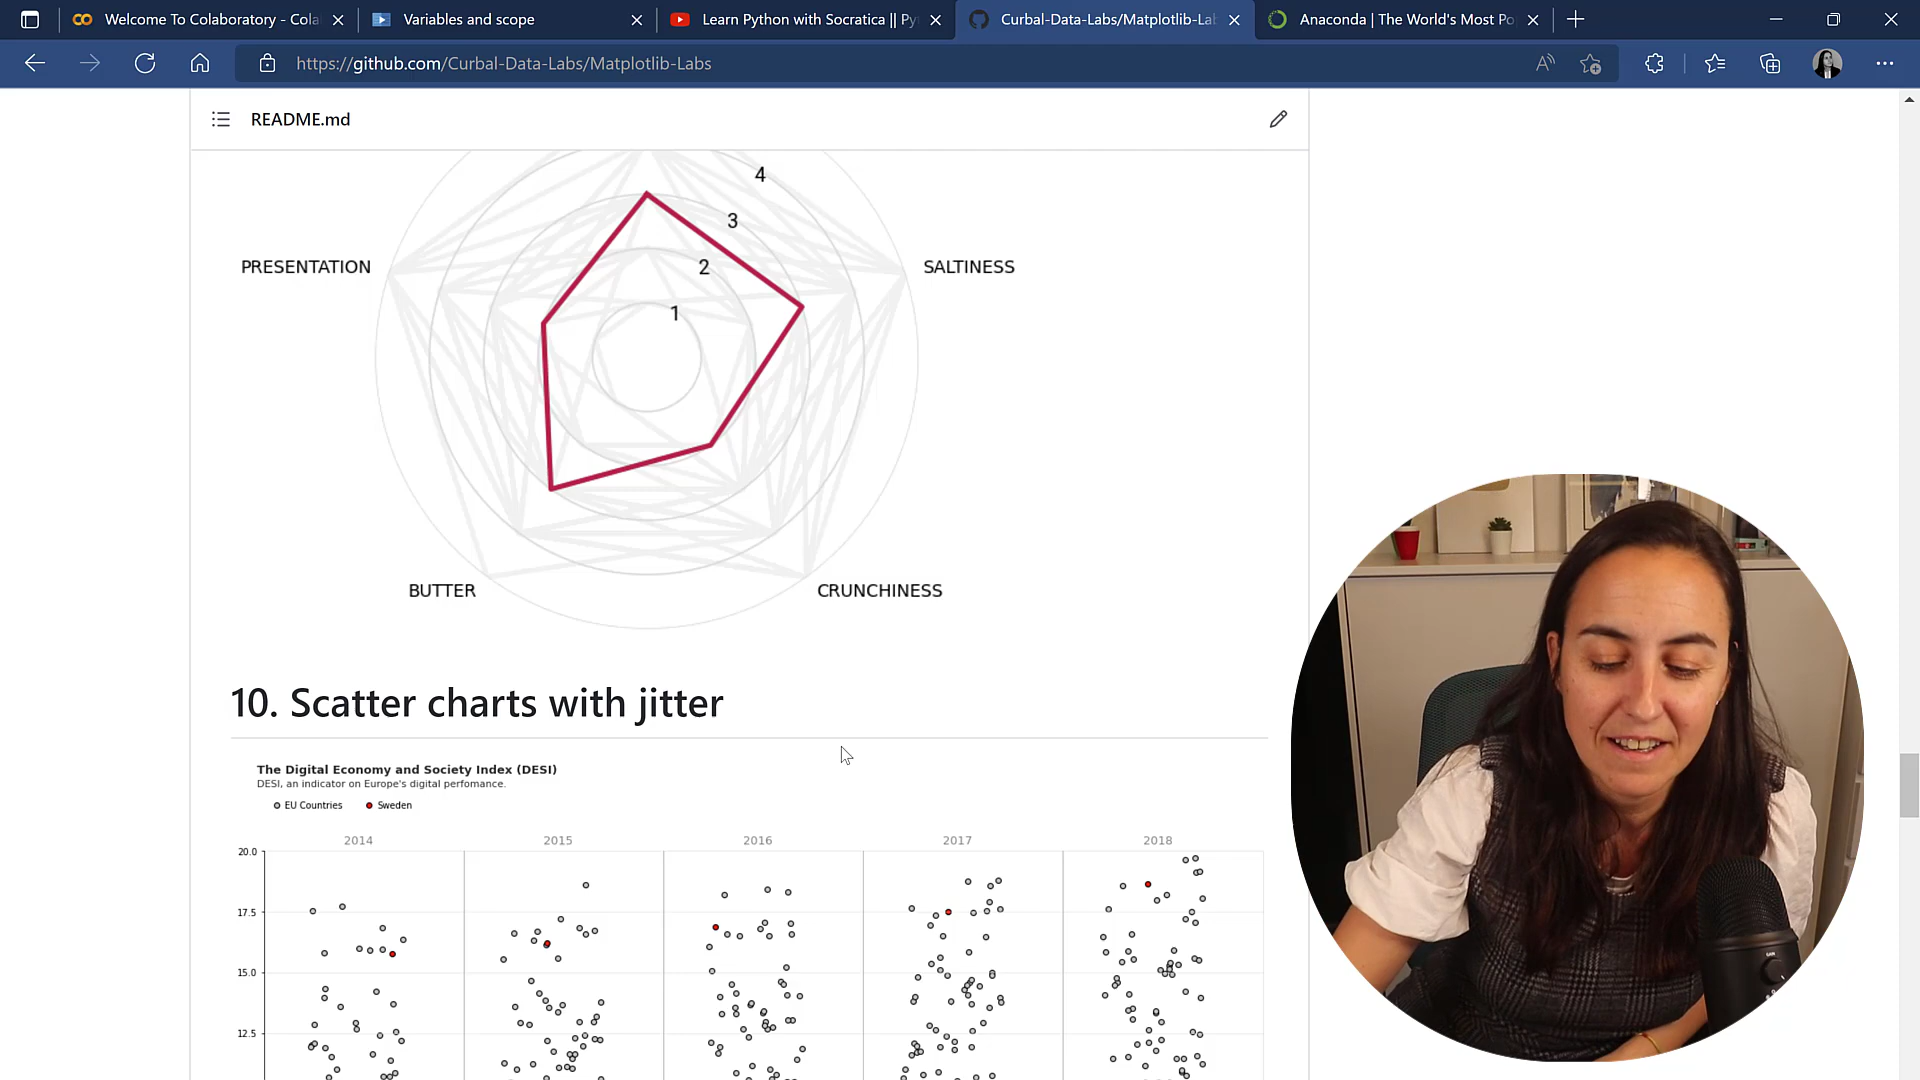 Welcome To Colaboratory - Cola
Variables and scope
Learn Python with Socratica || Py
Curbal-Data-Labs/Matplotlib-La
Anaconda | The World's Most Po
https://github.com/Curbal-Data-Labs/Matplotlib-Labs
README.md
4
3
PRESENTATION
2
SALTINESS
1
BUTTER
CRUNCHINESS
10. Scatter charts with jitter
The Digital Economy and Society Index (DESI)
DESI, an indicator on Europe's digital perfomance.
EU Countries Sweden
2014 2015 2016 2017 2018
20.0
17.5
15.0
12.5